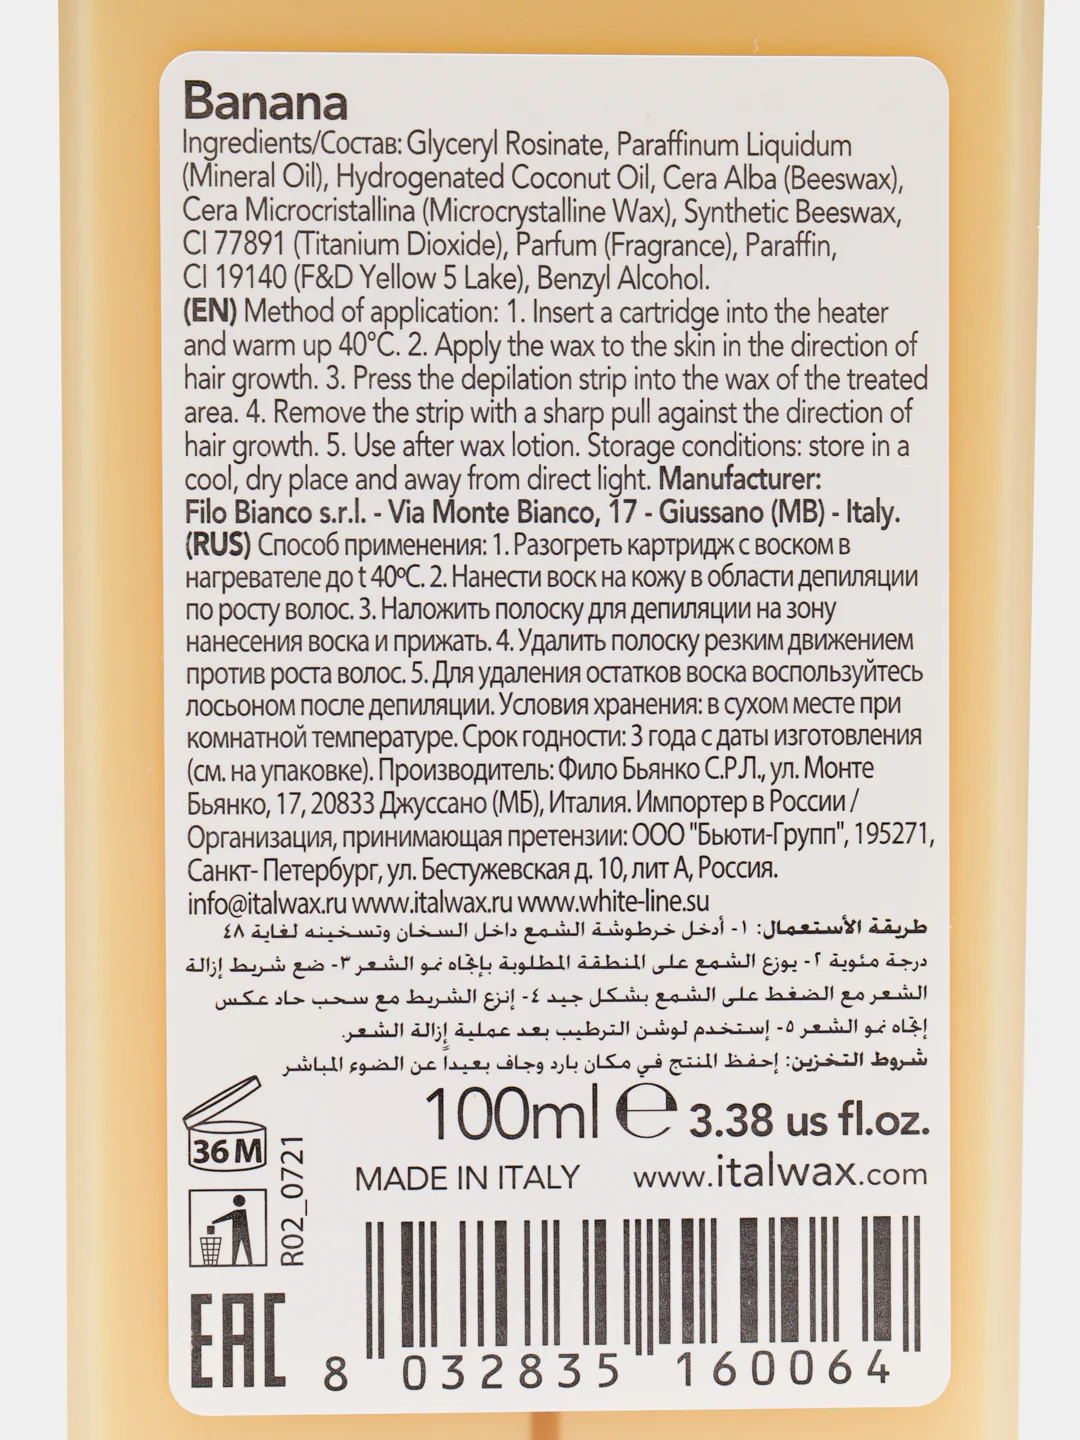 Banana
Ingredients/Состав: Glyceryl Rosinate, Paraffinum Liquidum
(Mineral Oil), Hydrogenated Coconut Oil, Cera Alba (Beeswax),
Cera Microcristallina (Microcrystalline Wax), Synthetic Beeswax,
CI 77891 (Titanium Dioxide), Parfum (Fragrance), Paraffin,
CI 19140 (F&D Yellow 5 Lake), Benzyl Alcohol.
(EN) Method of application: 1. Insert a cartridge into the heater
and warm up 40°C. 2. Apply the wax to the skin in the direction of
hair growth. 3. Press the depilation strip into the wax of the treated
area. 4. Remove the strip with a sharp pull against the direction of
hair growth. 5. Use after wax lotion. Storage conditions: store in a
cool, dry place and away from direct light. Manufacturer:
Filo Bianco s.r.l. - Via Monte Bianco, 17 - Giussano (MB) - Italy.
(RUS) Способ применения: 1. Разогреть картридж с воском в
нагревателе до t 40ºC. 2. Нанести воск на кожу в области депиляции
по росту волос. 3. Наложить полоску для депиляции на зону
нанесения воска и прижать. 4. Удалить полоску резким движением
против роста волос. 5. Для удаления остатков воска воспользуйтесь
лосьоном после депиляции. Условия хранения: в сухом месте при
комнатной температуре. Срок годности: 3 года с даты изготовления
(см. на упаковке). Производитель: Фило Бьянко С.Р.Л., ул. Монте
Бьянко, 17, 20833 Джуссано (МБ), Италия. Импортер в России /
Организация, принимающая претензии: ООО "Бьюти-Групп", 195271,
Санкт- Петербург, ул. Бестужевская д. 10, лит А, Россия.
info@italwax.ru www.italwax.ru www.white-line.su
طريقة الأستعمال: ١- أدخل خرطوشة الشمع داخل السخان وتسخينه لغاية ٤٨
درجة مئوية ٢- يوزع الشمع على المنطقة المطلوبة بإتجاه نمو الشعر ٣- ضع شريط إزالة
الشعر مع الضغط على الشمع بشكل جيد ٤- إنزع الشريط مع سحب حاد عكس
إتجاه نمو الشعر ٥- إستخدم لوشن الترطيب بعد عملية إزالة الشعر.
شروط التخزين: إحفظ المنتج في مكان بارد وجاف بعيداً عن الضوء المباشر
100ml e 3.38 us fl.oz.
36 M
MADE IN ITALY www.italwax.com
R02_0721
EAC
8 032835 160064